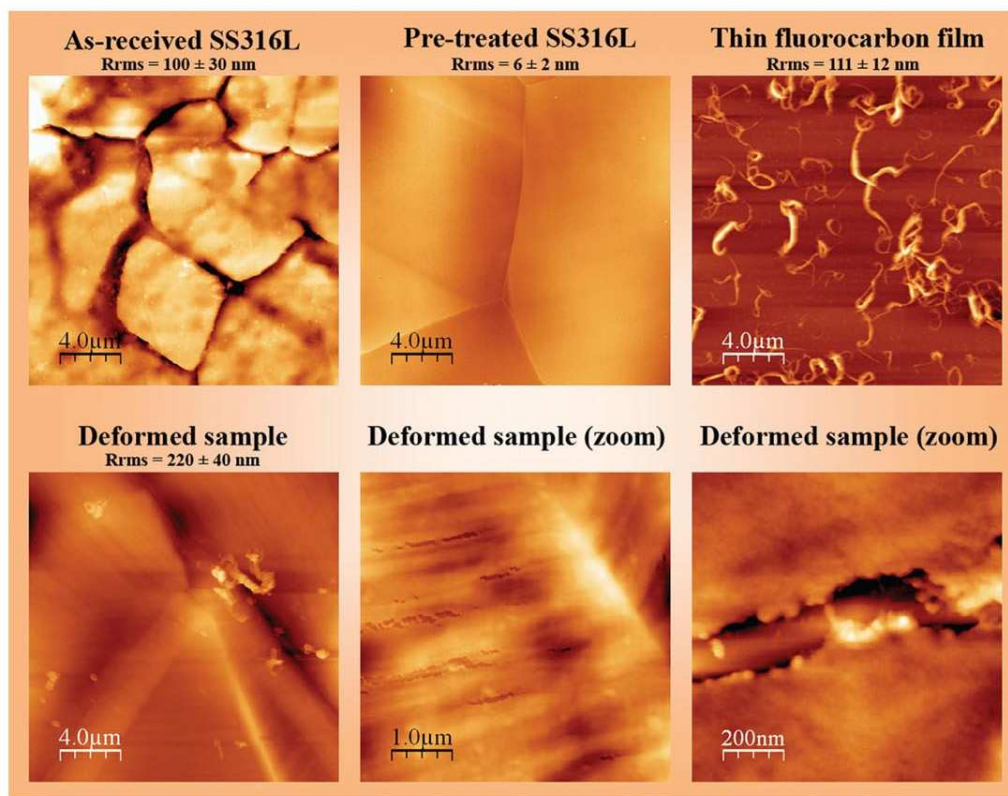 As-received SS316L
Rrms = 100 ± 30 nm
Pre-treated SS316L
Rrms = 6 ± 2 nm
Thin fluorocarbon film
Rrms = 111 ± 12 nm
4.0µm
4.0µm
4.0µm
Deformed sample
Rrms = 220 ± 40 nm
Deformed sample (zoom)
Deformed sample (zoom)
4.0µm
1.0µm
200nm